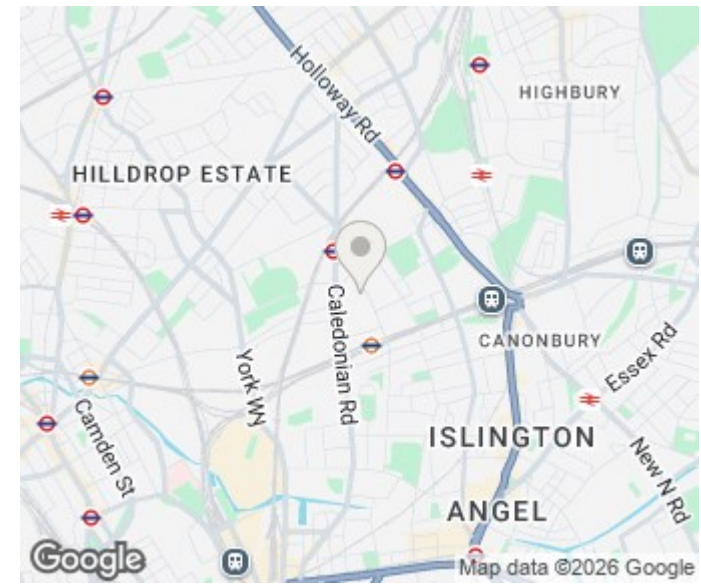 Holloway Rd
HIGHBURY
HILLDROP ESTATE
Caledonian Rd
CANONBURY
York WY
Essex Rd
Camden St
ISLINGTON
New N Rd
ANGEL
Google
Map data ©2026 Google